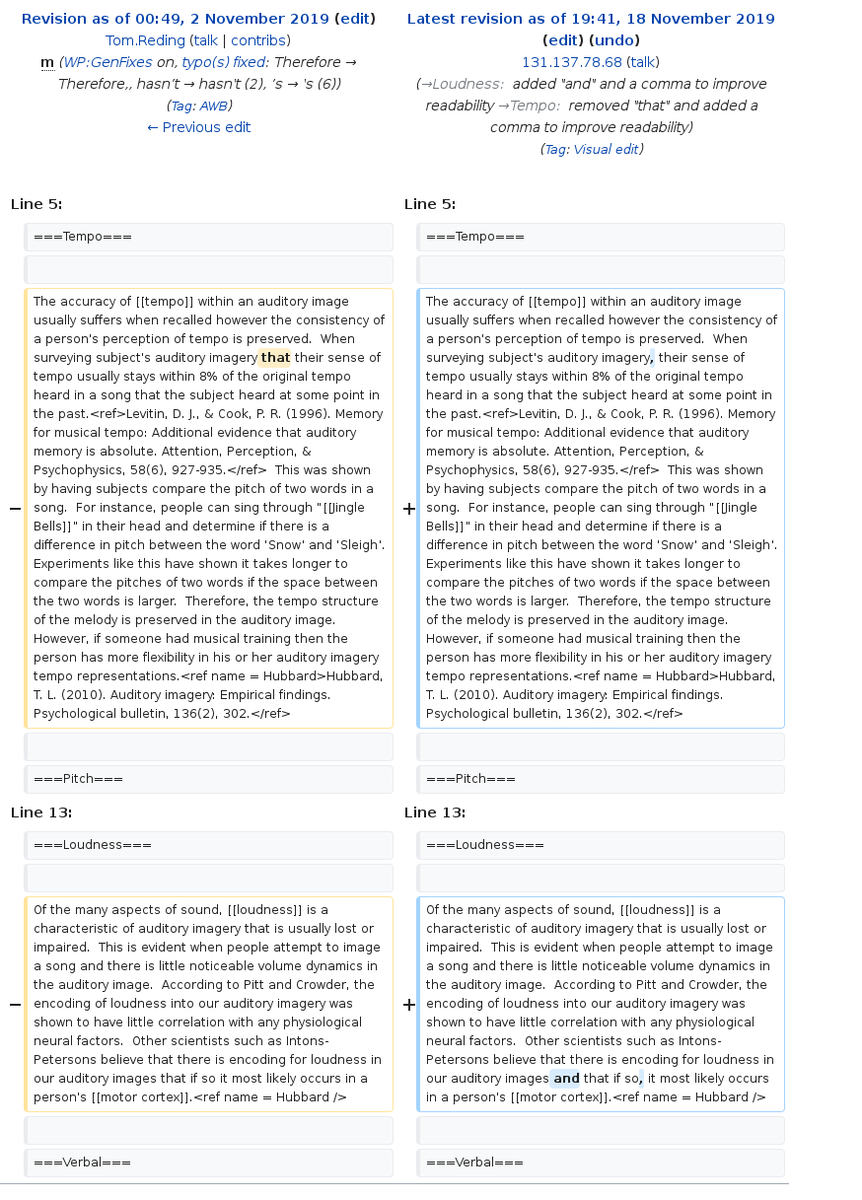 Revision as of 00:49, 2 November 2019 (edit)
Tom.Reding (talk | contribs)
m (WP:GenFixes on, typo(s) fixed: Therefore →
Therefore,, hasn’t → hasn't (2), ’s → 's (6))
(Tag: AWB)
← Previous edit
Latest revision as of 19:41, 18 November 2019
(edit) (undo)
131.137.78.68 (talk)
(→Loudness: added "and" and a comma to improve
readability →Tempo: removed "that" and added a
comma to improve readability)
(Tag: Visual edit)
Line 5:
===Tempo===
The accuracy of [[tempo]] within an auditory image
usually suffers when recalled however the consistency of
a person's perception of tempo is preserved.  When
surveying subject's auditory imagery that their sense of
tempo usually stays within 8% of the original tempo
heard in a song that the subject heard at some point in
the past.<ref>Levitin, D. J., & Cook, P. R. (1996). Memory
for musical tempo: Additional evidence that auditory
memory is absolute. Attention, Perception, &
Psychophysics, 58(6), 927-935.</ref>  This was shown
by having subjects compare the pitch of two words in a
song.  For instance, people can sing through "[[Jingle
− Bells]]" in their head and determine if there is a
difference in pitch between the word 'Snow' and 'Sleigh'.
Experiments like this have shown it takes longer to
compare the pitches of two words if the space between
the two words is larger.  Therefore, the tempo structure
of the melody is preserved in the auditory image.
However, if someone had musical training then the
person has more flexibility in his or her auditory imagery
tempo representations.<ref name = Hubbard>Hubbard,
T. L. (2010). Auditory imagery: Empirical findings.
Psychological bulletin, 136(2), 302.</ref>
===Pitch===
Line 5:
===Tempo===
The accuracy of [[tempo]] within an auditory image
usually suffers when recalled however the consistency of
a person's perception of tempo is preserved.  When
surveying subject's auditory imagery, their sense of
tempo usually stays within 8% of the original tempo
heard in a song that the subject heard at some point in
the past.<ref>Levitin, D. J., & Cook, P. R. (1996). Memory
for musical tempo: Additional evidence that auditory
memory is absolute. Attention, Perception, &
Psychophysics, 58(6), 927-935.</ref>  This was shown
by having subjects compare the pitch of two words in a
song.  For instance, people can sing through "[[Jingle
+ Bells]]" in their head and determine if there is a
difference in pitch between the word 'Snow' and 'Sleigh'.
Experiments like this have shown it takes longer to
compare the pitches of two words if the space between
the two words is larger.  Therefore, the tempo structure
of the melody is preserved in the auditory image.
However, if someone had musical training then the
person has more flexibility in his or her auditory imagery
tempo representations.<ref name = Hubbard>Hubbard,
T. L. (2010). Auditory imagery: Empirical findings.
Psychological bulletin, 136(2), 302.</ref>
===Pitch===
Line 13:
===Loudness===
Of the many aspects of sound, [[loudness]] is a
characteristic of auditory imagery that is usually lost or
impaired.  This is evident when people attempt to image
a song and there is little noticeable volume dynamics in
the auditory image.  According to Pitt and Crowder, the
− encoding of loudness into our auditory imagery was
shown to have little correlation with any physiological
neural factors.  Other scientists such as Intons-
Petersons believe that there is encoding for loudness in
our auditory images that if so it most likely occurs in a
person's [[motor cortex]].<ref name = Hubbard />
===Verbal===
Line 13:
===Loudness===
Of the many aspects of sound, [[loudness]] is a
characteristic of auditory imagery that is usually lost or
impaired.  This is evident when people attempt to image
a song and there is little noticeable volume dynamics in
the auditory image.  According to Pitt and Crowder, the
+ encoding of loudness into our auditory imagery was
shown to have little correlation with any physiological
neural factors.  Other scientists such as Intons-
Petersons believe that there is encoding for loudness in
our auditory images and that if so, it most likely occurs
in a person's [[motor cortex]].<ref name = Hubbard />
===Verbal===